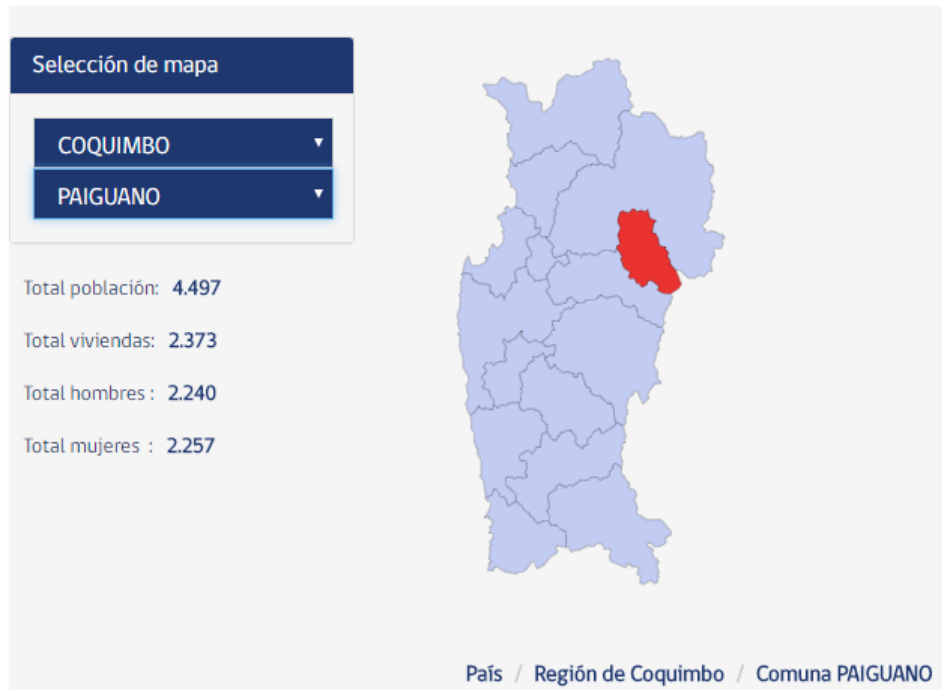 Selección de mapa
COQUIMBO
PAIGUANO
Total población: 4.497
Total viviendas: 2.373
Total hombres : 2.240
Total mujeres : 2.257
País / Región de Coquimbo / Comuna PAIGUANO